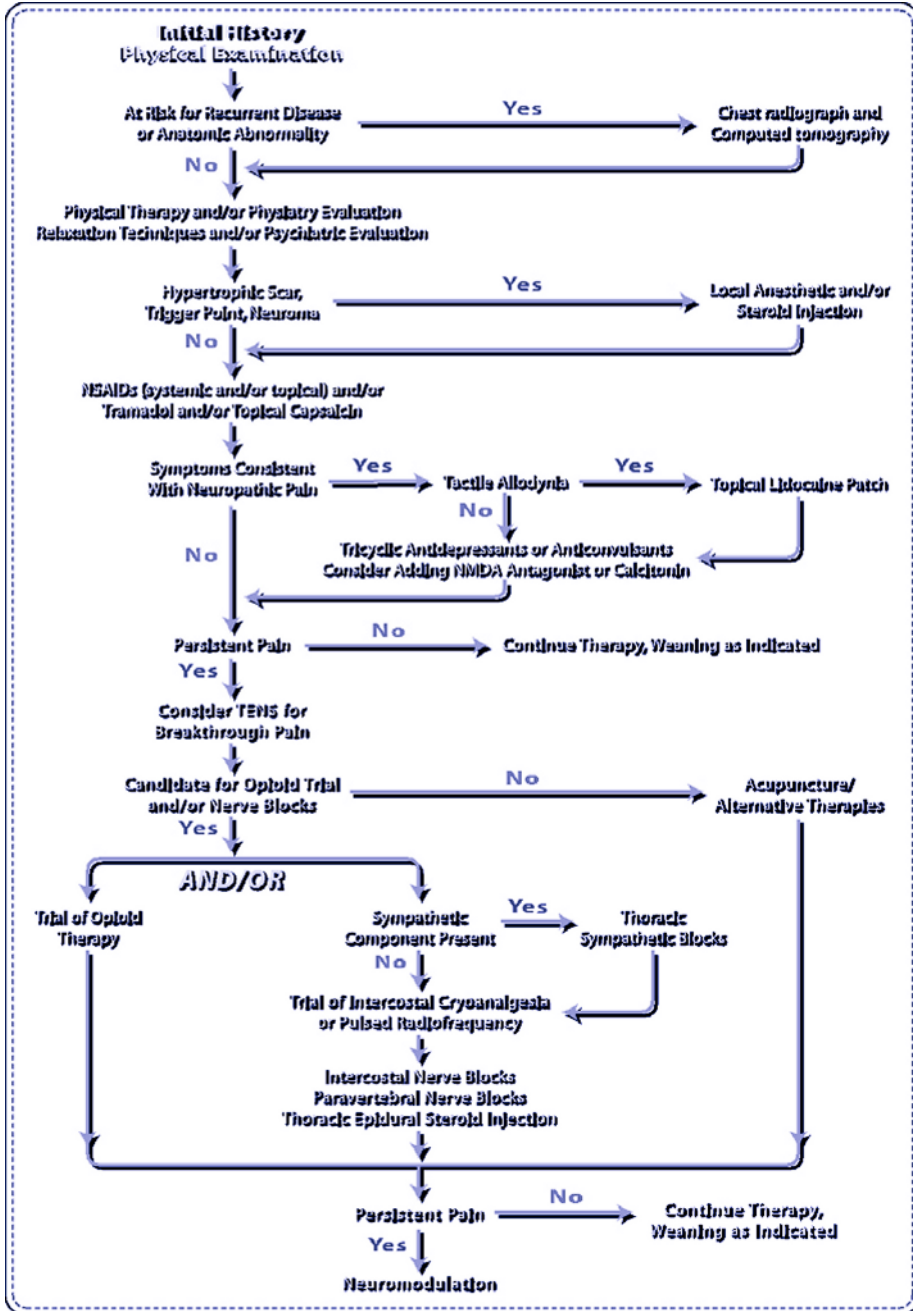 Initial History
Physical Examination
At Risk for Recurrent Disease
or Anatomic Abnormality
Yes
Chest radiograph and
Computed tomography
No
Physical Therapy and/or Physiatry Evaluation
Relaxation Techniques and/or Psychiatric Evaluation
Hypertrophic Scar,
Trigger Point, Neuroma
Yes
Local Anesthetic and/or
Steroid Injection
No
NSAIDs (systemic and/or topical) and/or
Tramadol and/or Topical Capsaicin
Symptoms Consistent
With Neuropathic Pain
Yes
Tactile Allodynia
Yes
Topical Lidocaine Patch
No
No
Tricyclic Antidepressants or Anticonvulsants
Consider Adding NMDA Antagonist or Calcitonin
Persistent Pain
No
Continue Therapy, Weaning as Indicated
Yes
Consider TENS for
Breakthrough Pain
Candidate for Opioid Trial
and/or Nerve Blocks
No
Acupuncture/
Alternative Therapies
Yes
AND/OR
Trial of Opioid
Therapy
Sympathetic
Component Present
Yes
Thoracic
Sympathetic Blocks
No
Trial of Intercostal Cryoanalgesia
or Pulsed Radiofrequency
Intercostal Nerve Blocks
Paravertebral Nerve Blocks
Thoracic Epidural Steroid Injection
Persistent Pain
No
Continue Therapy,
Weaning as Indicated
Yes
Neuromodulation